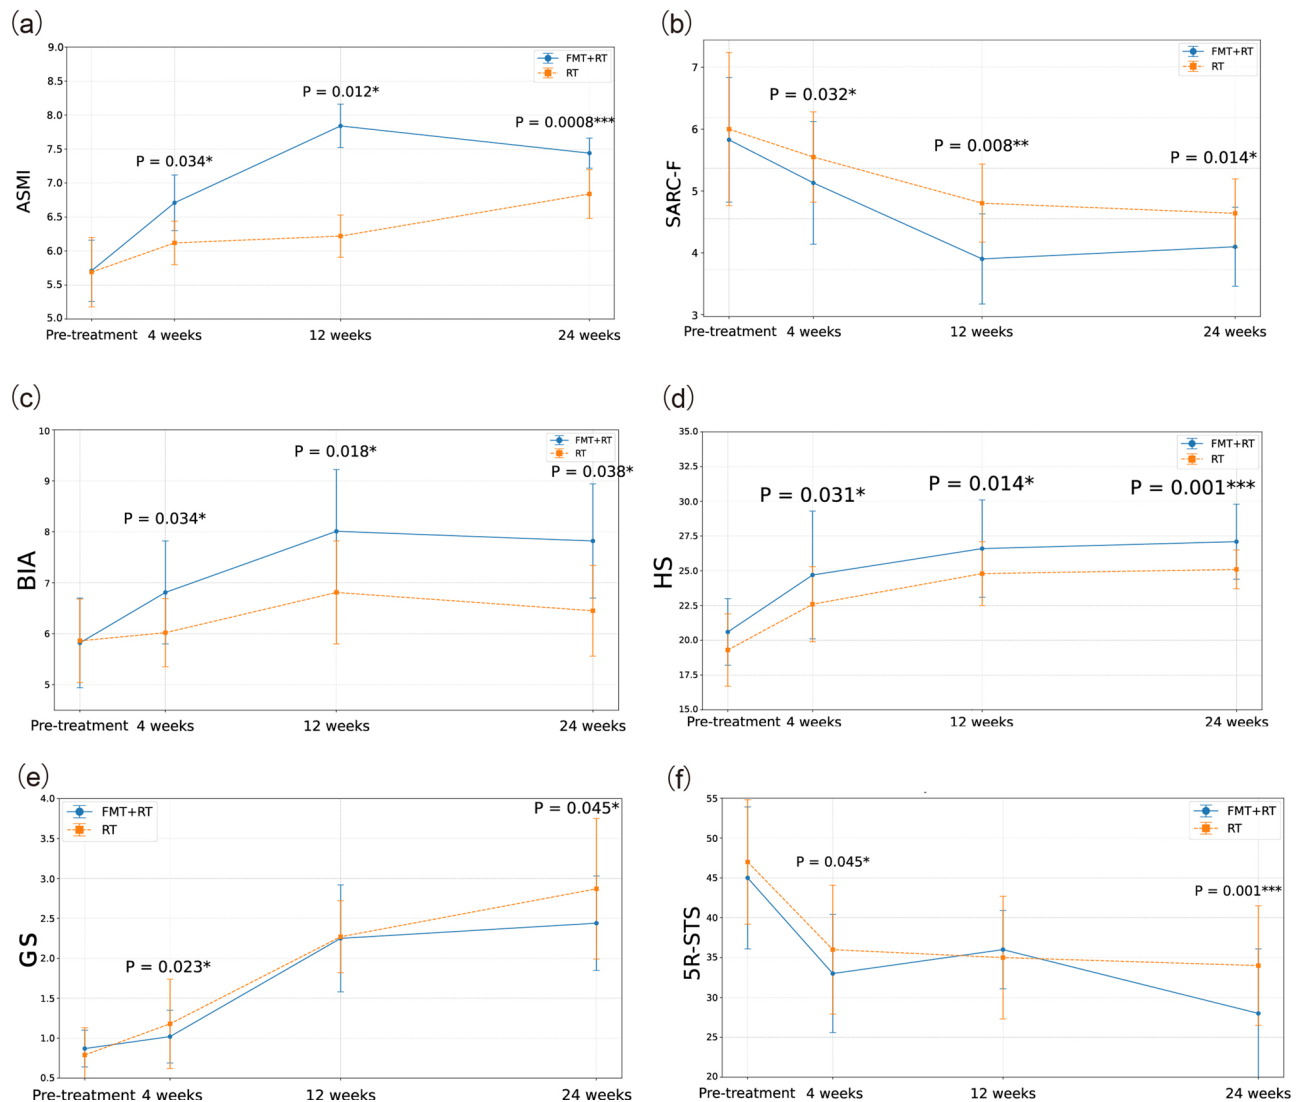 (a)
9.0
8.5
8.0
7.5
7.0
6.5
6.0
5.5
5.0
ASMI
FMT+RT
RT
P = 0.034*
P = 0.012*
P = 0.0008***
Pre-treatment 4 weeks 12 weeks 24 weeks
(b)
7
6
5
4
3
SARC-F
FMT+RT
RT
P = 0.032*
P = 0.008**
P = 0.014*
Pre-treatment 4 weeks 12 weeks 24 weeks
(c)
10
9
8
7
6
5
BIA
FMT+RT
RT
P = 0.034*
P = 0.018*
P = 0.038*
Pre-treatment 4 weeks 12 weeks 24 weeks
(d)
35.0
32.5
30.0
27.5
25.0
22.5
20.0
17.5
15.0
HS
FMT+RT
RT
P = 0.031*
P = 0.014*
P = 0.001***
Pre-treatment 4 weeks 12 weeks 24 weeks
(e)
4.0
3.5
3.0
2.5
2.0
1.5
1.0
0.5
GS
FMT+RT
RT
P = 0.023*
P = 0.045*
Pre-treatment 4 weeks 12 weeks 24 weeks
(f)
55
50
45
40
35
30
25
20
5R-STS
FMT+RT
RT
P = 0.045*
P = 0.001***
Pre-treatment 4 weeks 12 weeks 24 weeks